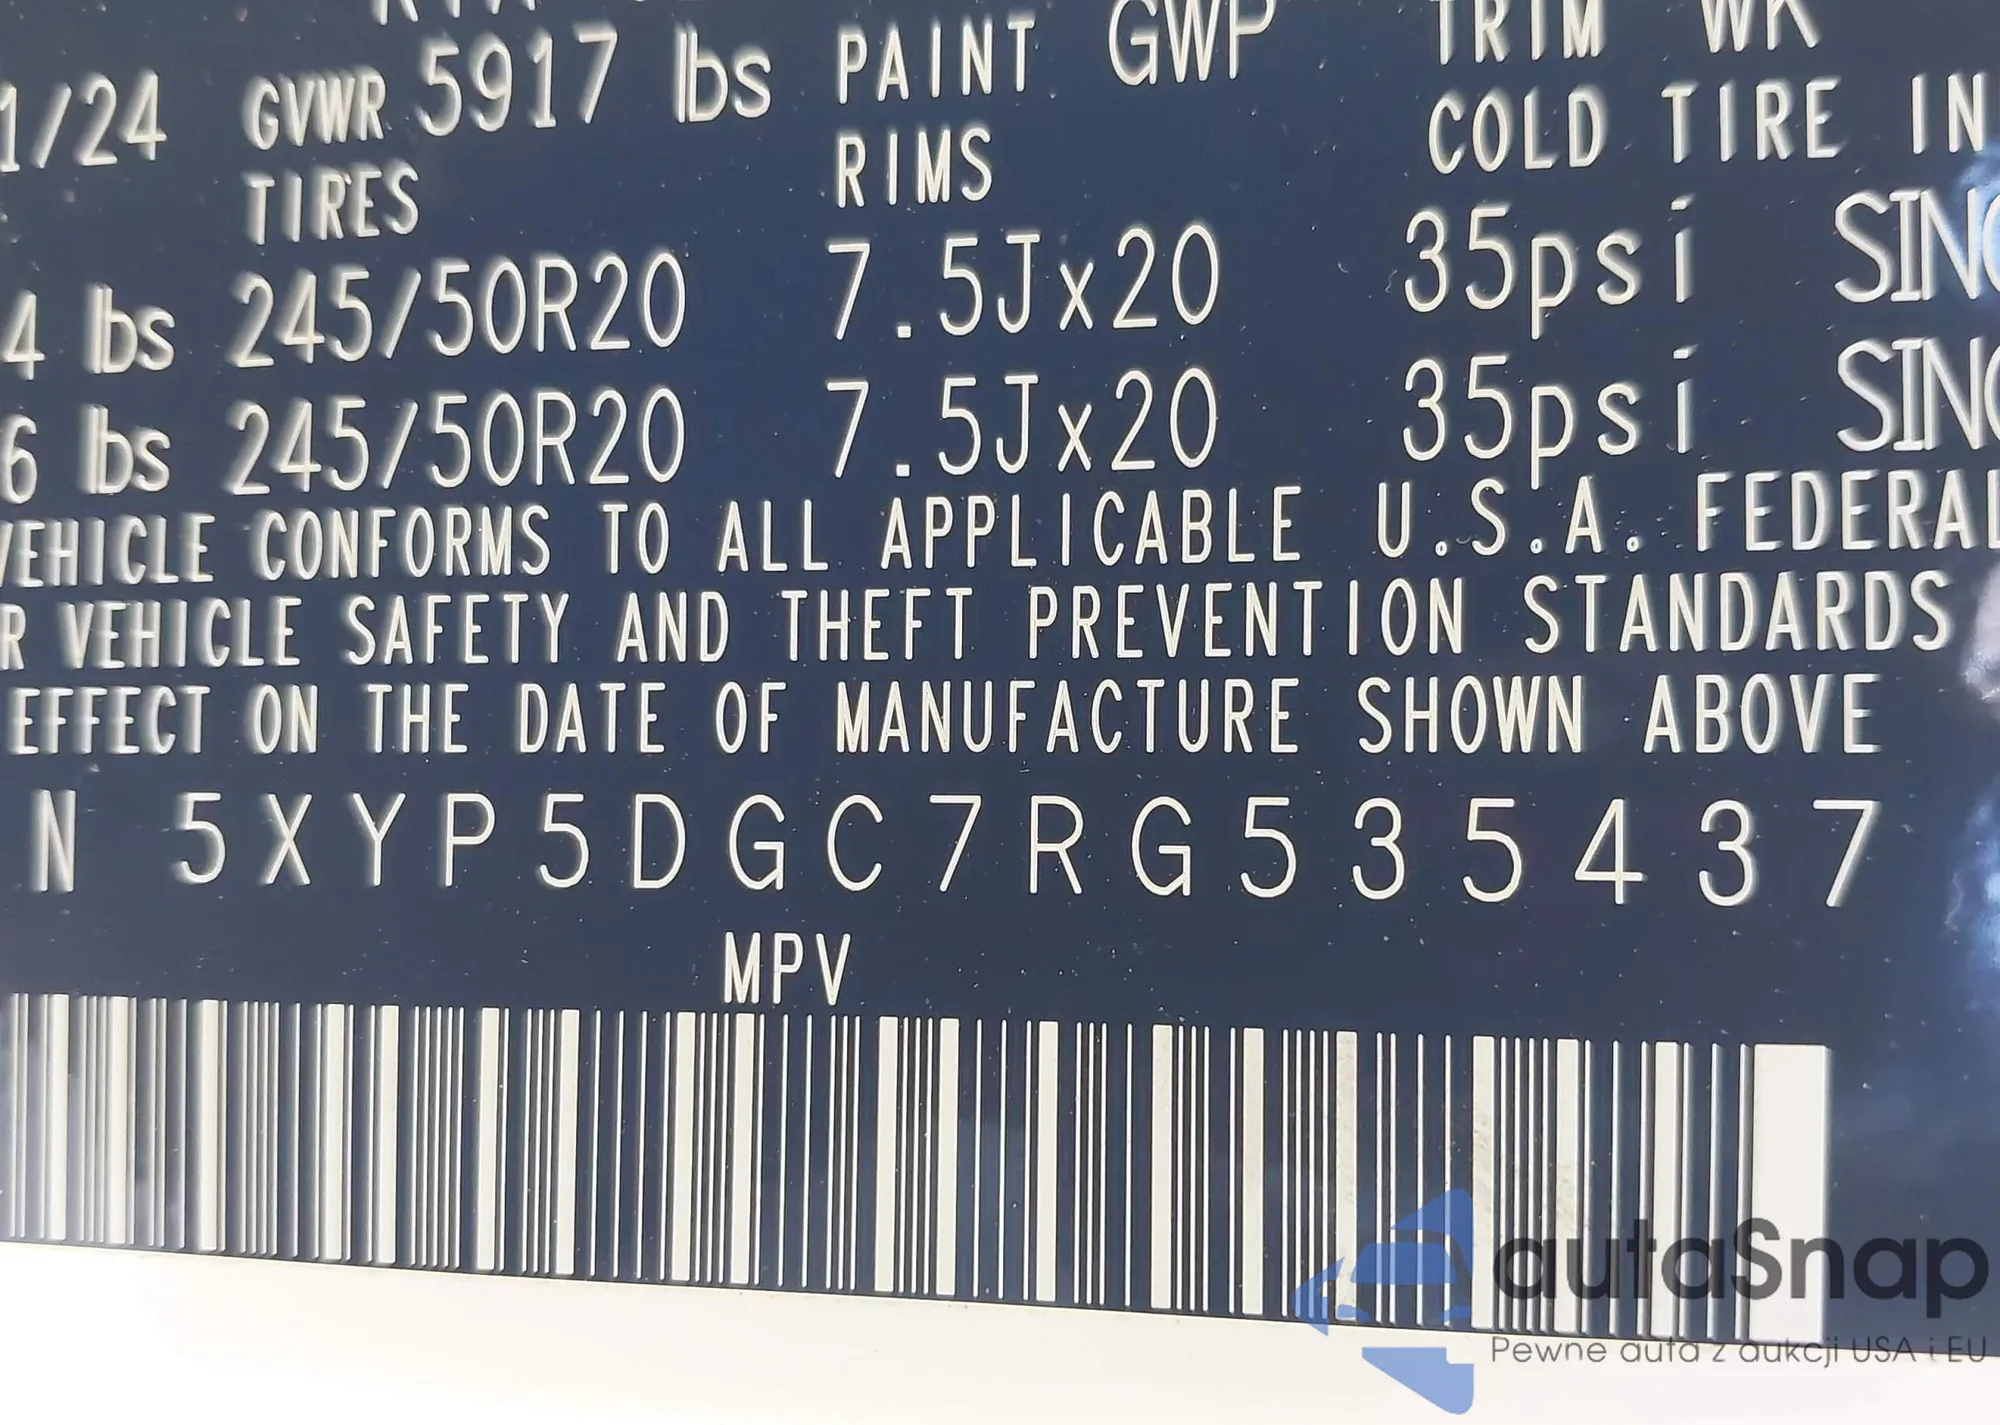 GWP TRIM WK
1/24 GVWR 5917 lbs PAINT
TIRES RIMS COLD TIRE IN
4 lbs 245/50R20 7.5Jx20 35psi SING
6 lbs 245/50R20 7.5Jx20 35psi SING
VEHICLE CONFORMS TO ALL APPLICABLE U.S.A. FEDERAL
R VEHICLE SAFETY AND THEFT PREVENTION STANDARDS
EFFECT ON THE DATE OF MANUFACTURE SHOWN ABOVE
N 5XYP5DGC7RG535437
MPV
autaSnap
Pewne auta z aukcji USA i EU